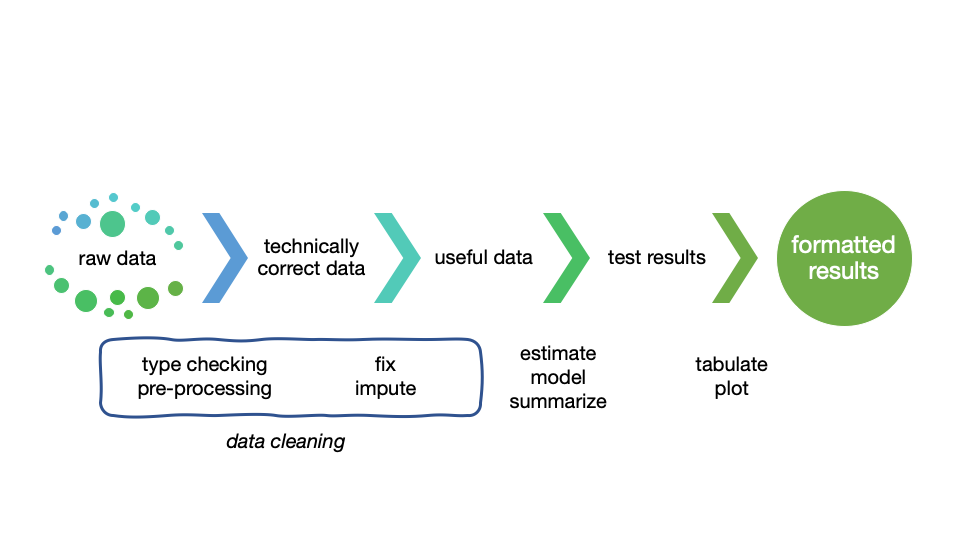 raw data
technically
correct data
useful data
test results
formatted
results
type checking
pre-processing
fix
impute
estimate
model
summarize
tabulate
plot
data cleaning